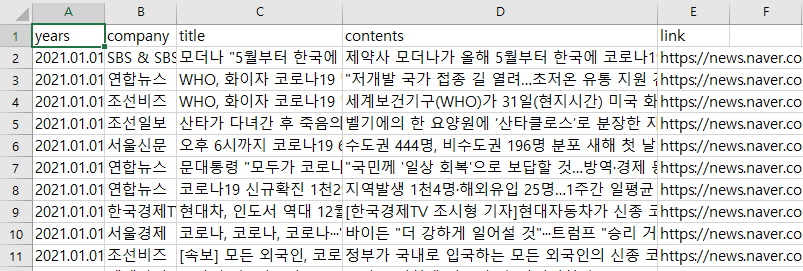 A B C D E F
1 years company title contents link
2 2021.01.01 SBS & SBS 모더나 "5월부터 한국에 제약사 모더나가 올해 5월부터 한국에 코로나1 https://news.naver.co
3 2021.01.01 연합뉴스 WHO, 화이자 코로나19 "저개발 국가 접종 길 열려…초저온 유통 지원 https://news.naver.co
4 2021.01.01 조선비즈 WHO, 화이자 코로나19 세계보건기구(WHO)가 31일(현지시간) 미국 화 https://news.naver.co
5 2021.01.01 조선일보 산타가 다녀간 후 죽음의 벨기에의 한 요양원에 '산타클로스'로 분장한 https://news.naver.co
6 2021.01.01 서울신문 오후 6시까지 코로나19 수도권 444명, 비수도권 196명 분포 새해 첫 https://news.naver.co
7 2021.01.01 연합뉴스 문대통령 "모두가 코로나 "국민께 '일상 회복'으로 보답할 것…방역·경제 https://news.naver.co
8 2021.01.01 연합뉴스 코로나19 신규확진 1천2 지역발생 1천4명·해외유입 25명…1주간 일평균 https://news.naver.co
9 2021.01.01 한국경제T 현대차, 인도서 역대 12월 [한국경제TV 조시형 기자]현대자동차가 신종 코 https://news.naver.co
10 2021.01.01 서울경제 코로나, 코로나, 코로나…" 바이든 "더 강하게 일어설 것"…트럼프 "승리 거 https://news.naver.co
11 2021.01.01 조선비즈 [속보] 모든 외국인, 코로 정부가 국내로 입국하는 모든 외국인의 신종 코 https://news.naver.co